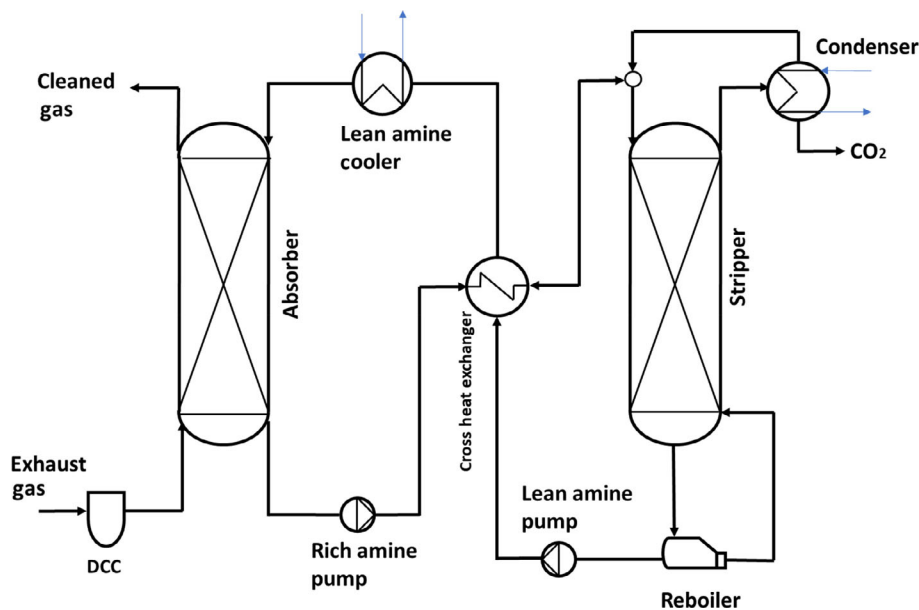 Condenser
Cleaned
gas
Lean amine
cooler
CO₂
Absorber
Stripper
Cross heat exchanger
Exhaust
gas
DCC
Rich amine
pump
Lean amine
pump
Reboiler